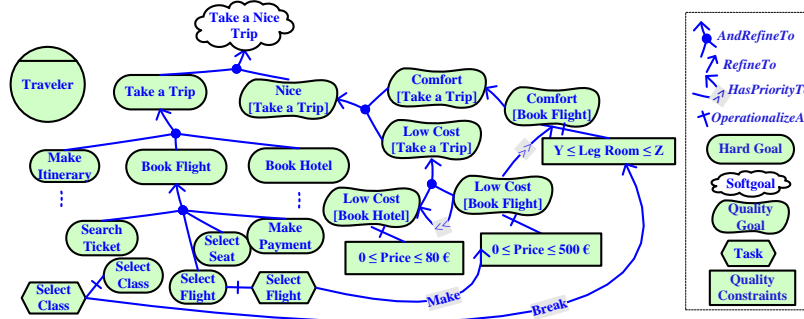 Take a Nice
Trip
Traveler
Take a Trip
Nice
[Take a Trip]
Comfort
[Take a Trip]
Comfort
[Book Flight]
Low Cost
[Take a Trip]
Y ≤ Leg Room ≤ Z
Make
Itinerary
Book Flight
Book Hotel
Low Cost
[Book Hotel]
Low Cost
[Book Flight]
Search
Ticket
Select
Seat
Make
Payment
0 ≤ Price ≤ 80 €
0 ≤ Price ≤ 500 €
Select
Class
Select
Class
Select
Flight
Select
Flight
Make
Break
AndRefineTo
RefineTo
HasPriorityTo
OperationalizeA
Hard Goal
Softgoal
Quality
Goal
Task
Quality
Constraints